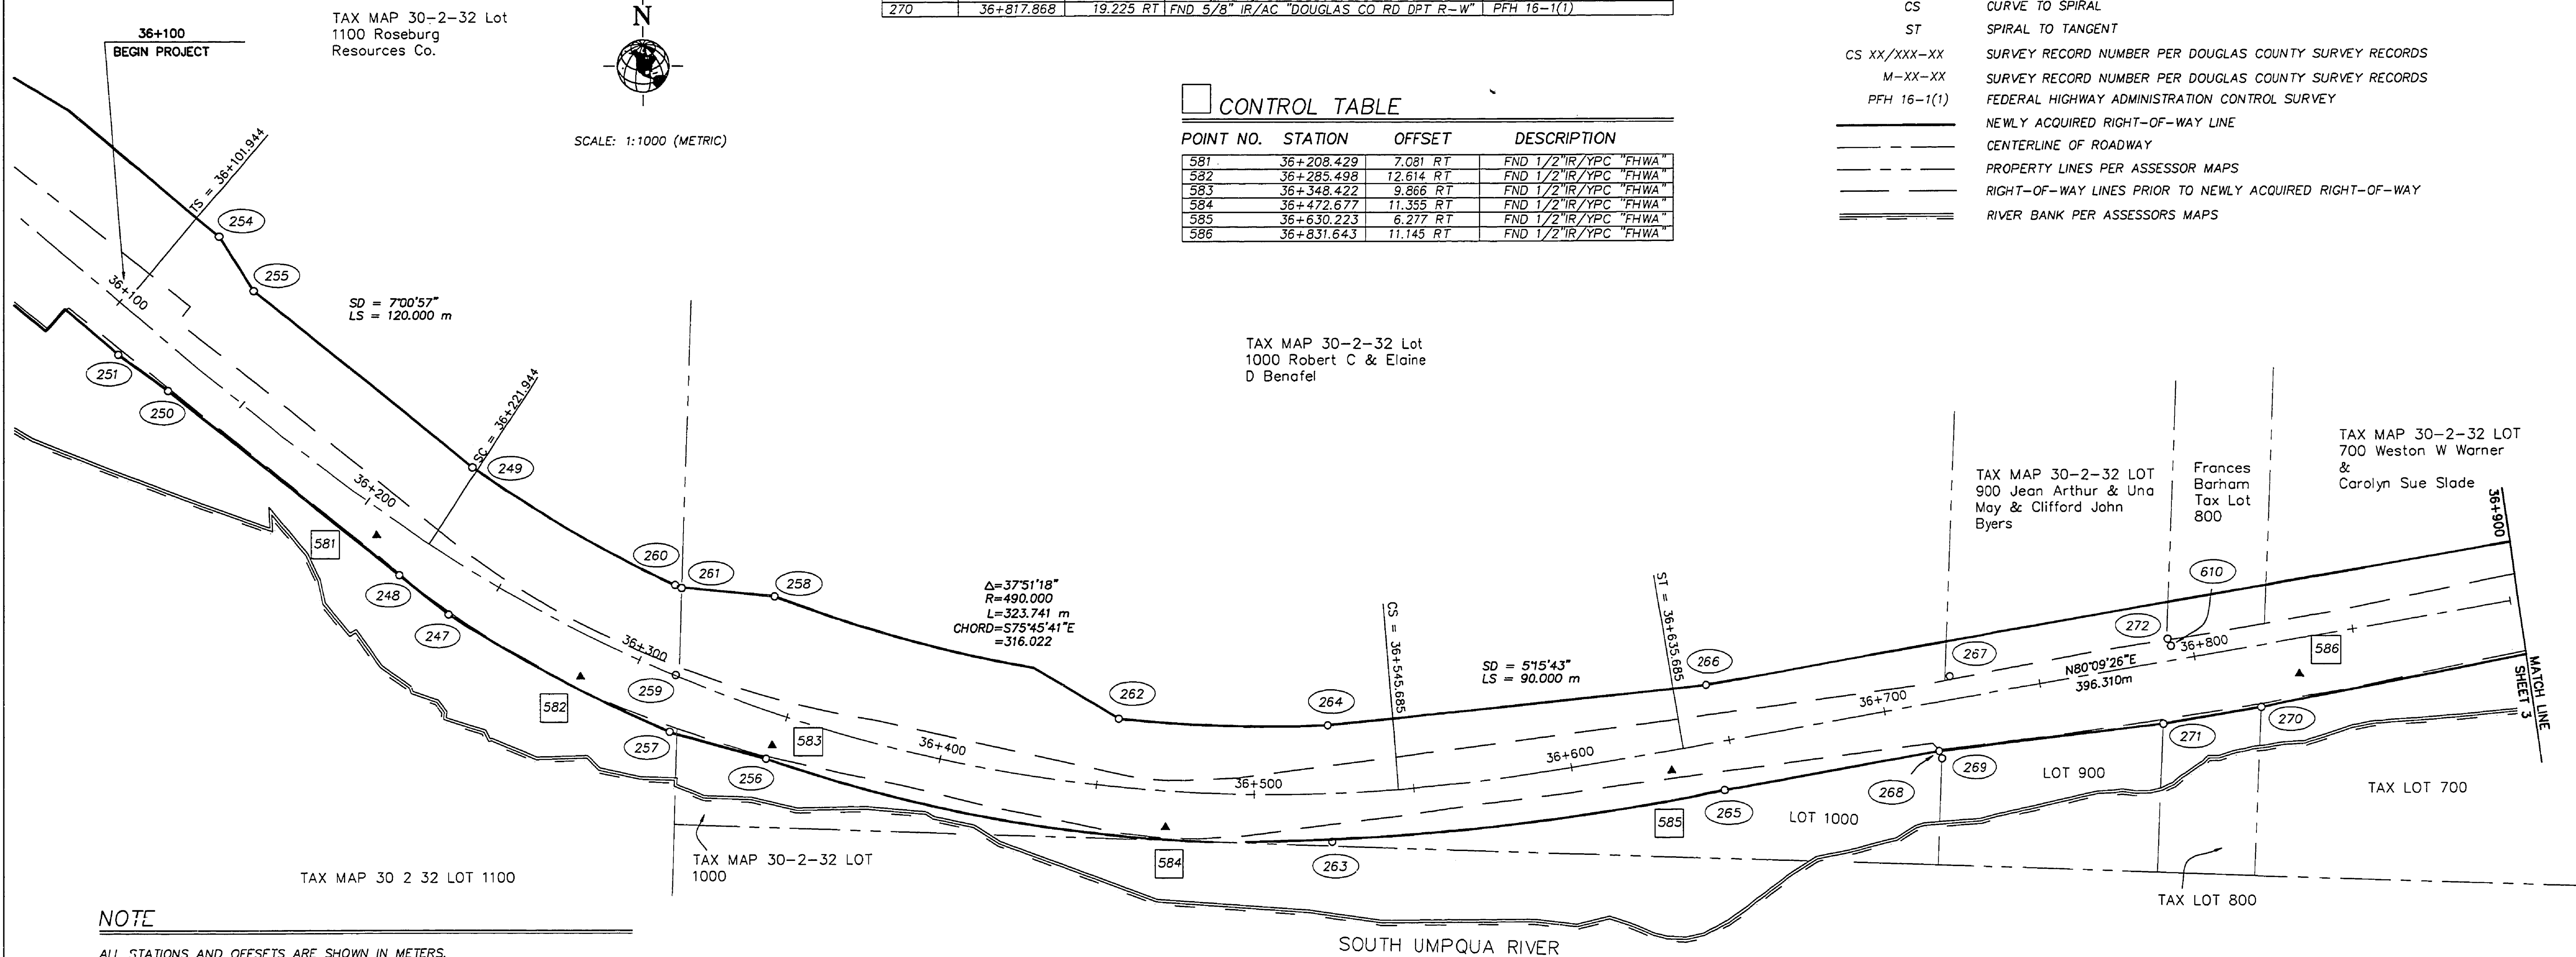 270 36+817.868 19.225 RT FND 5/8" IR/AC "DOUGLAS CO RD DPT R-W" PFH 16-1(1)
CS CURVE TO SPIRAL
ST SPIRAL TO TANGENT
CS XX/XXX-XX SURVEY RECORD NUMBER PER DOUGLAS COUNTY SURVEY RECORDS
M-XX-XX SURVEY RECORD NUMBER PER DOUGLAS COUNTY SURVEY RECORDS
PFH 16-1(1) FEDERAL HIGHWAY ADMINISTRATION CONTROL SURVEY
NEWLY ACQUIRED RIGHT-OF-WAY LINE
CENTERLINE OF ROADWAY
PROPERTY LINES PER ASSESSOR MAPS
RIGHT-OF-WAY LINES PRIOR TO NEWLY ACQUIRED RIGHT-OF-WAY
RIVER BANK PER ASSESSORS MAPS
TAX MAP 30-2-32 Lot
1100 Roseburg
Resources Co.
36+100
BEGIN PROJECT
N
SCALE: 1:1000 (METRIC)
CONTROL TABLE
POINT NO. STATION OFFSET DESCRIPTION
581 36+208.429 7.081 RT FND 1/2"IR/YPC "FHWA"
582 36+285.498 12.614 RT FND 1/2"IR/YPC "FHWA"
583 36+348.422 9.866 RT FND 1/2"IR/YPC "FHWA"
584 36+472.677 11.355 RT FND 1/2"IR/YPC "FHWA"
585 36+630.223 6.277 RT FND 1/2"IR/YPC "FHWA"
586 36+831.643 11.145 RT FND 1/2"IR/YPC "FHWA"
TS = 36+101.944
254
255
36+100
SD = 7°00'57"
LS = 120.000 m
251
250
SC = 36+221.944
249
36+200
581
248
247
260
261
258
36+300
259
582
257
256
583
Δ=37°51'18"
R=490.000
L=323.741 m
CHORD=S75°45'41"E
=316.022
TAX MAP 30-2-32 Lot
1000 Robert C & Elaine
D Benafel
36+400
262
264
CS = 36+545.685
SD = 5°15'43"
LS = 90.000 m
ST = 36+635.685
266
36+500
36+600
584
263
585
265
36+700
267
268
269
TAX MAP 30-2-32 LOT
900 Jean Arthur & Una
May & Clifford John
Byers
Frances
Barham
Tax Lot
800
TAX MAP 30-2-32 LOT
700 Weston W Warner
&
Carolyn Sue Slade
36+900
610
272
36+800
N80°09'26"E
396.310m
586
270
271
MATCH LINE
SHEET 3
LOT 900
LOT 1000
TAX LOT 700
TAX LOT 800
TAX MAP 30-2-32 LOT
1000
TAX MAP 30 2 32 LOT 1100
SOUTH UMPQUA RIVER
NOTE
ALL STATIONS AND OFFSETS ARE SHOWN IN METERS.